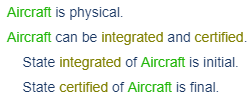 Aircraft is physical.
Aircraft can be integrated and certified.
State integrated of Aircraft is initial.
State certified of Aircraft is final.